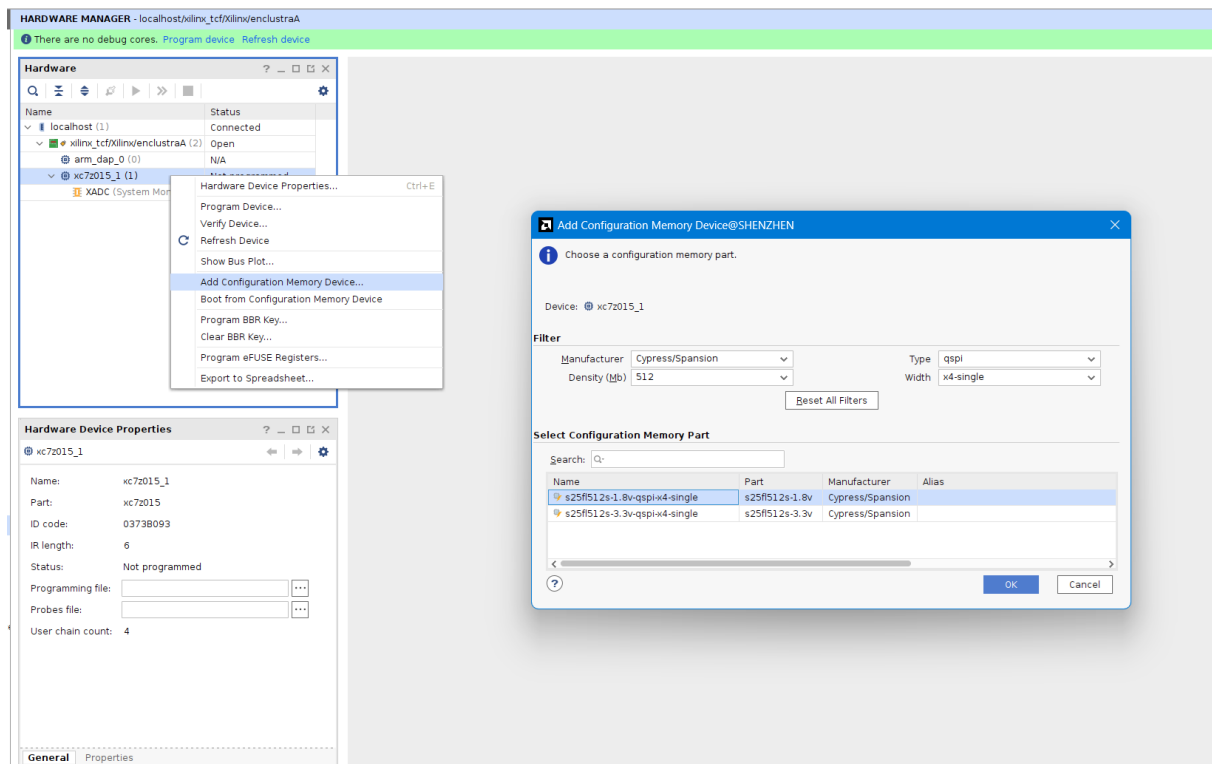 HARDWARE MANAGER - localhost/xilinx_tcf/Xilinx/enclustraA
There are no debug cores. Program device Refresh device
Hardware
Name Status
localhost (1) Connected
xilinx_tcf/Xilinx/enclustraA (2) Open
arm_dap_0 (0) N/A
xc7z015_1 (1) Not programmed
XADC (System Mon
Hardware Device Properties... Ctrl+E
Program Device...
Verify Device...
Refresh Device
Show Bus Plot...
Add Configuration Memory Device...
Boot from Configuration Memory Device
Program BBR Key...
Clear BBR Key...
Program eFUSE Registers...
Export to Spreadsheet...
Hardware Device Properties
xc7z015_1
Name: xc7z015_1
Part: xc7z015
ID code: 0373B093
IR length: 6
Status: Not programmed
Programming file:
Probes file:
User chain count: 4
General Properties
Add Configuration Memory Device@SHENZHEN
Choose a configuration memory part.
Device: xc7z015_1
Filter
Manufacturer Cypress/Spansion Type qspi
Density (Mb) 512 Width x4-single
Reset All Filters
Select Configuration Memory Part
Search: Q-
Name Part Manufacturer Alias
s25fl512s-1.8v-qspi-x4-single s25fl512s-1.8v Cypress/Spansion
s25fl512s-3.3v-qspi-x4-single s25fl512s-3.3v Cypress/Spansion
OK Cancel